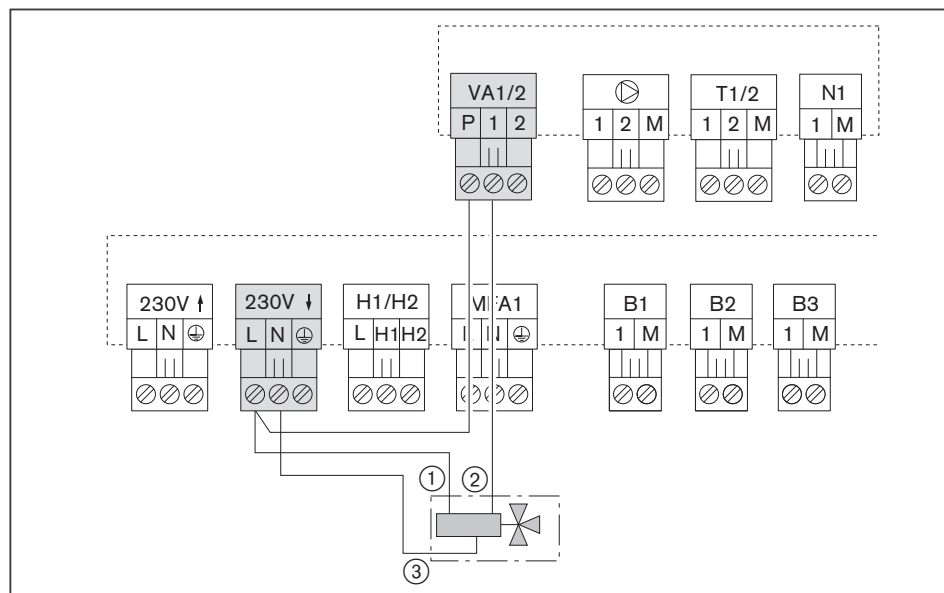 VA1/2 T1/2 N1
P 1 2 1 2 M 1 2 M 1 M
230V ↑ 230V ↓ H1/H2 MFA1 B1 B2 B3
L N L N L H1 H2 N 1 M 1 M 1 M
① ②
③